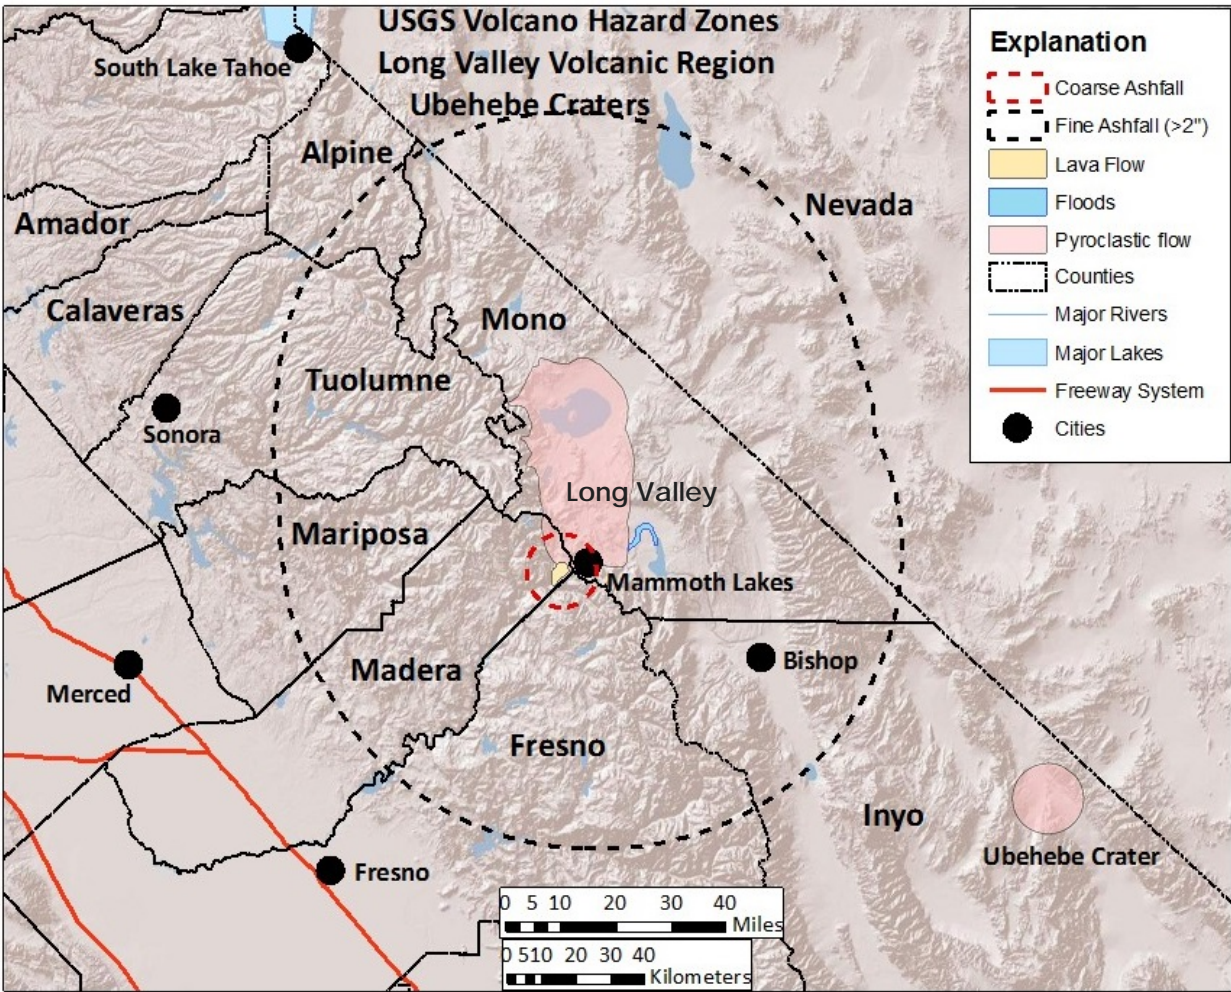 USGS Volcano Hazard Zones
Long Valley Volcanic Region
Ubehebe Craters
Explanation
Coarse Ashfall
Fine Ashfall (>2")
Lava Flow
Floods
Pyroclastic flow
Counties
Major Rivers
Major Lakes
Freeway System
Cities
South Lake Tahoe
Alpine
Nevada
Amador
Calaveras
Mono
Tuolumne
Sonora
Long Valley
Mariposa
Mammoth Lakes
Bishop
Madera
Merced
Fresno
Inyo
Ubehebe Crater
Fresno
0 5 10 20 30 40
Miles
0 510 20 30 40
Kilometers